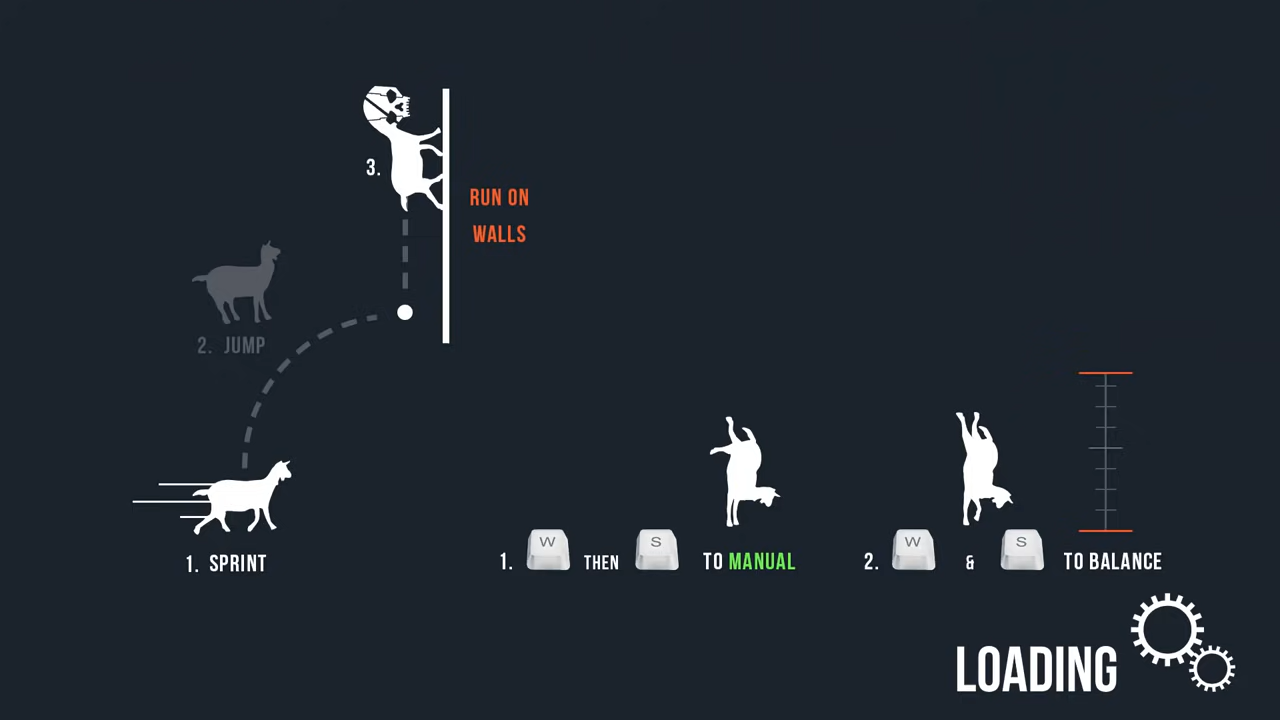 3.
RUN ON
WALLS
2. JUMP
1. SPRINT
1. W THEN S TO MANUAL
2. W & S TO BALANCE
LOADING